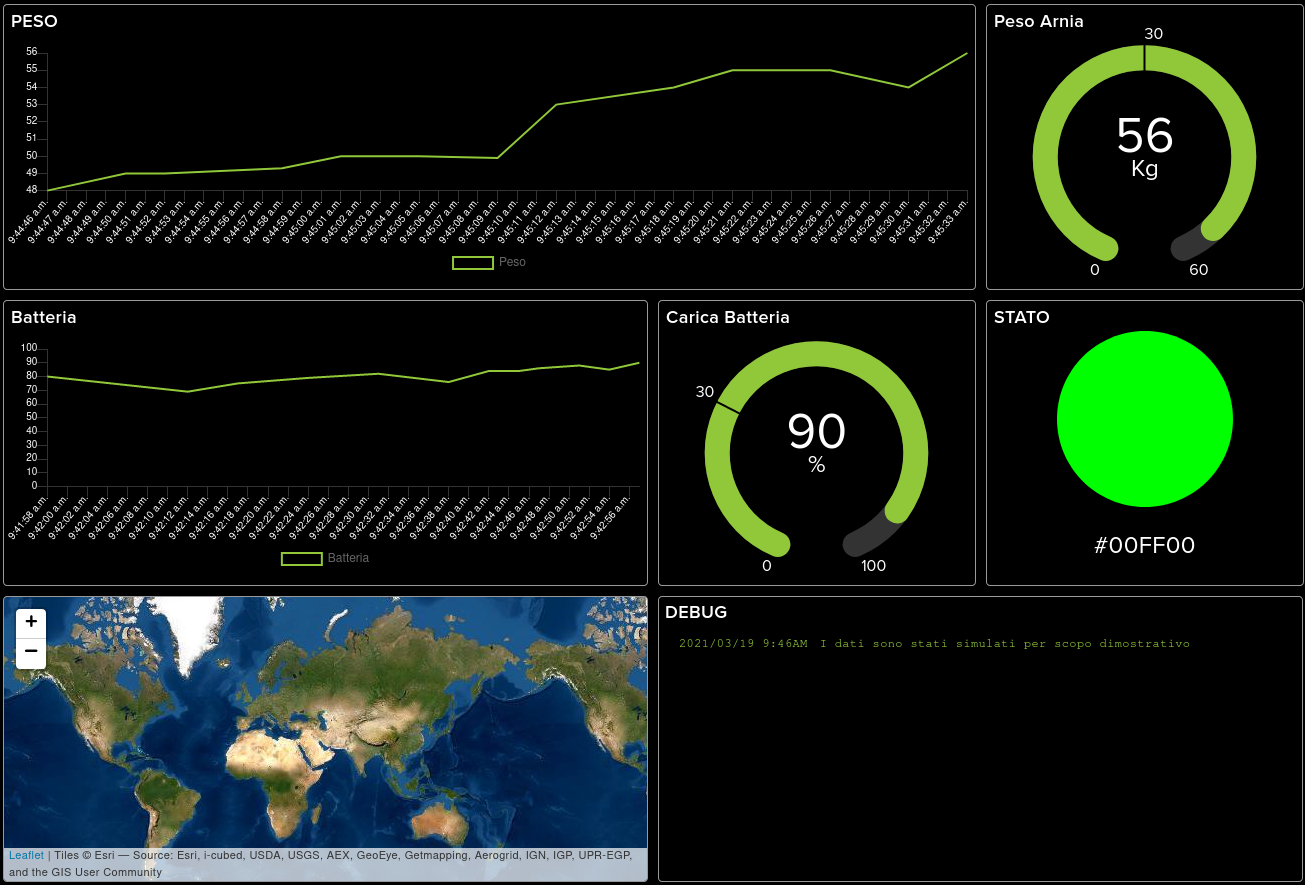 PESO
56
55
54
53
52
51
50
49
48
9:44:46 a.m.
9:44:47 a.m.
9:44:48 a.m.
9:44:49 a.m.
9:44:50 a.m.
9:44:51 a.m.
9:44:52 a.m.
9:44:53 a.m.
9:44:54 a.m.
9:44:55 a.m.
9:44:56 a.m.
9:44:57 a.m.
9:44:58 a.m.
9:44:59 a.m.
9:45:00 a.m.
9:45:01 a.m.
9:45:02 a.m.
9:45:03 a.m.
9:45:04 a.m.
9:45:05 a.m.
9:45:06 a.m.
9:45:07 a.m.
9:45:08 a.m.
9:45:09 a.m.
9:45:10 a.m.
9:45:11 a.m.
9:45:12 a.m.
9:45:13 a.m.
9:45:14 a.m.
9:45:15 a.m.
9:45:16 a.m.
9:45:17 a.m.
9:45:18 a.m.
9:45:19 a.m.
9:45:20 a.m.
9:45:21 a.m.
9:45:22 a.m.
9:45:23 a.m.
9:45:24 a.m.
9:45:25 a.m.
9:45:26 a.m.
9:45:27 a.m.
9:45:28 a.m.
9:45:29 a.m.
9:45:30 a.m.
9:45:31 a.m.
9:45:32 a.m.
9:45:33 a.m.
Peso
Peso Arnia
30
56
Kg
0
60
Batteria
100
90
80
70
60
50
40
30
20
10
0
9:41:58 a.m.
9:42:00 a.m.
9:42:02 a.m.
9:42:04 a.m.
9:42:06 a.m.
9:42:08 a.m.
9:42:10 a.m.
9:42:12 a.m.
9:42:14 a.m.
9:42:16 a.m.
9:42:18 a.m.
9:42:20 a.m.
9:42:22 a.m.
9:42:24 a.m.
9:42:26 a.m.
9:42:28 a.m.
9:42:30 a.m.
9:42:32 a.m.
9:42:34 a.m.
9:42:36 a.m.
9:42:38 a.m.
9:42:40 a.m.
9:42:42 a.m.
9:42:44 a.m.
9:42:46 a.m.
9:42:48 a.m.
9:42:50 a.m.
9:42:52 a.m.
9:42:54 a.m.
9:42:56 a.m.
Batteria
Carica Batteria
30
90
%
0
100
STATO
#00FF00
+
−
Leaflet | Tiles © Esri — Source: Esri, i-cubed, USDA, USGS, AEX, GeoEye, Getmapping, Aerogrid, IGN, IGP, UPR-EGP,
and the GIS User Community
DEBUG
2021/03/19 9:46AM I dati sono stati simulati per scopo dimostrativo